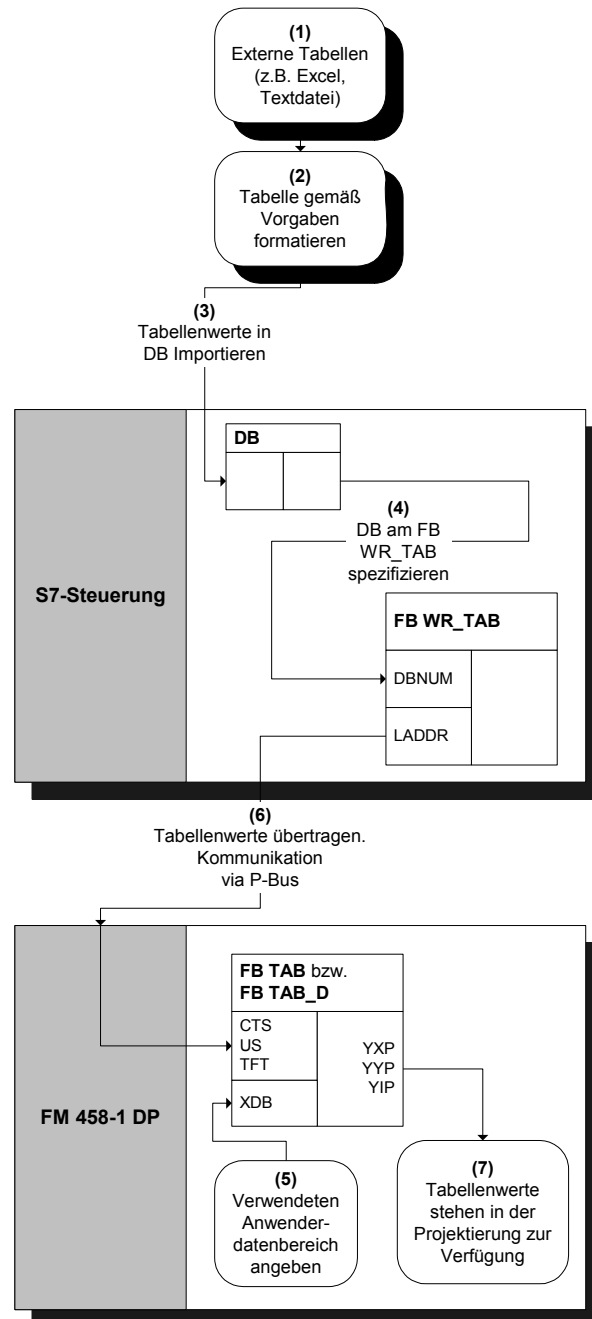 (1)
Externe Tabellen
(z.B. Excel,
Textdatei)
(2)
Tabelle gemäß
Vorgaben
formatieren
(3)
Tabellenwerte in
DB Importieren
S7-Steuerung
DB
(4)
DB am FB
WR_TAB
spezifizieren
FB WR_TAB
DBNUM
LADDR
(6)
Tabellenwerte übertragen.
Kommunikation
via P-Bus
FM 458-1 DP
FB TAB bzw.
FB TAB_D
CTS
US
TFT
XDB
YXP
YYP
YIP
(5)
Verwendeten
Anwender-
datenbereich
angeben
(7)
Tabellenwerte
stehen in der
Projektierung zur
Verfügung